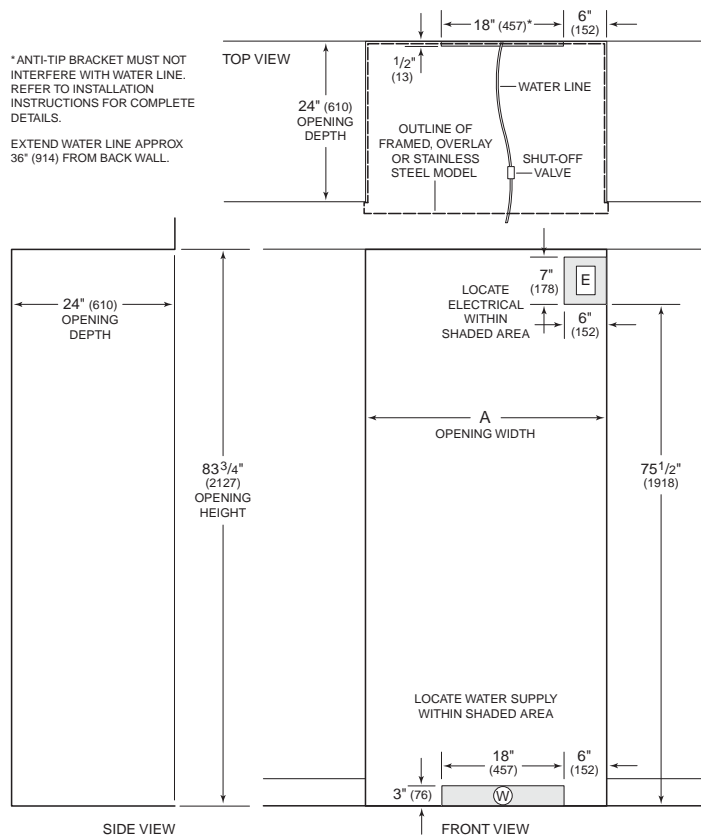 18" (457)*
6"
(152)
*ANTI-TIP BRACKET MUST NOT
INTERFERE WITH WATER LINE.
REFER TO INSTALLATION
INSTRUCTIONS FOR COMPLETE
DETAILS.
EXTEND WATER LINE APPROX
36" (914) FROM BACK WALL.
TOP VIEW
1/2"
(13)
24" (610)
OPENING
DEPTH
WATER LINE
OUTLINE OF
FRAMED, OVERLAY
OR STAINLESS
STEEL MODEL
SHUT-OFF
VALVE
24" (610)
OPENING
DEPTH
7"
(178)
E
LOCATE
ELECTRICAL
WITHIN
SHADED AREA
6"
(152)
A
OPENING WIDTH
83 3/4"
(2127)
OPENING
HEIGHT
75 1/2"
(1918)
LOCATE WATER SUPPLY
WITHIN SHADED AREA
18"
(457)
6"
(152)
3" (76)
W
SIDE VIEW
FRONT VIEW